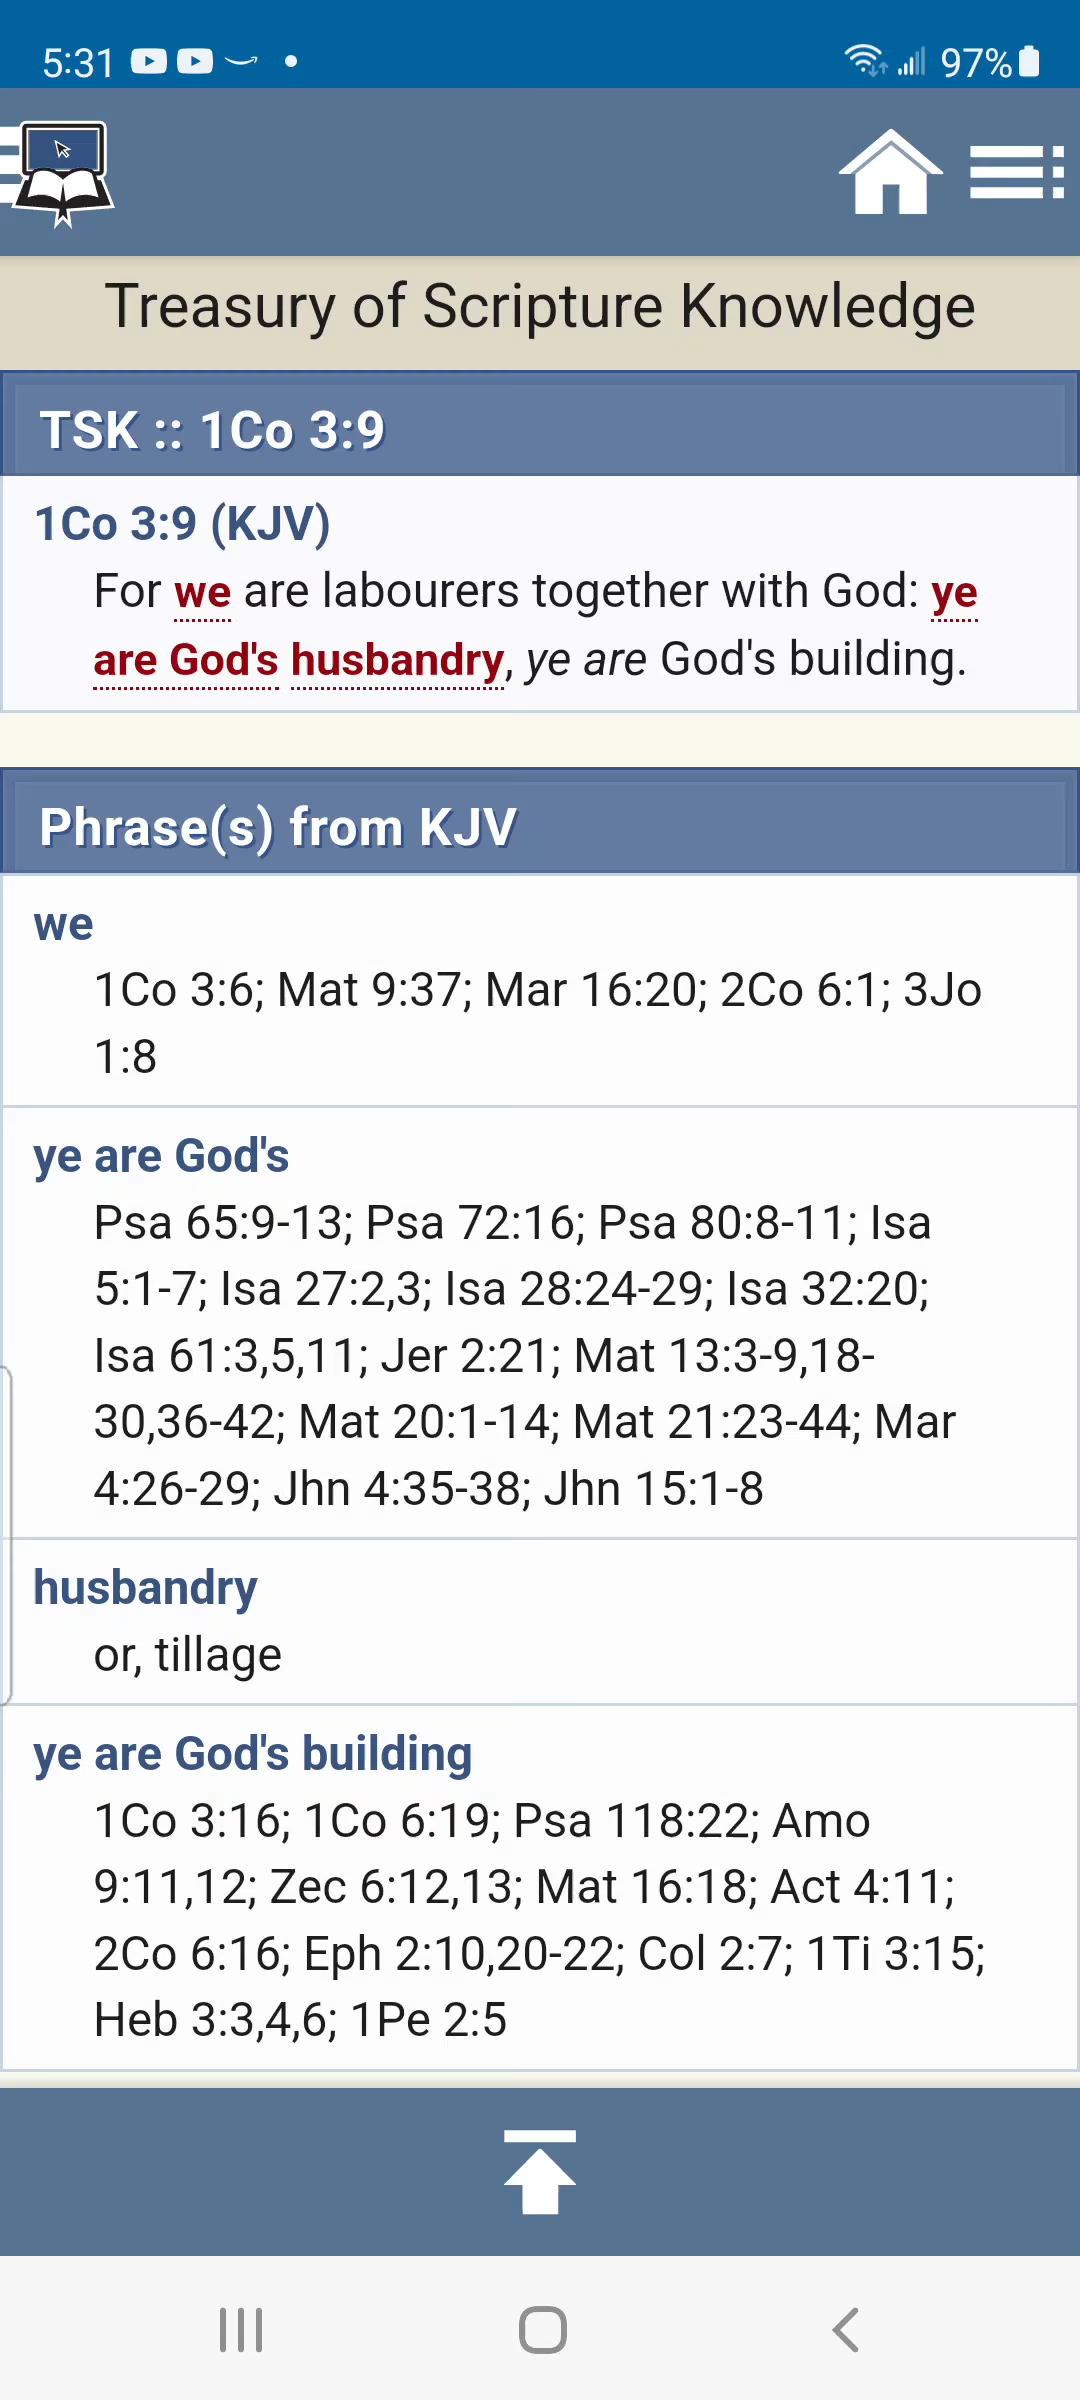 5:31 97%
Treasury of Scripture Knowledge
TSK :: 1Co 3:9
1Co 3:9 (KJV)
For we are labourers together with God: ye
are God's husbandry, ye are God's building.
Phrase(s) from KJV
we
1Co 3:6; Mat 9:37; Mar 16:20; 2Co 6:1; 3Jo
1:8
ye are God's
Psa 65:9-13; Psa 72:16; Psa 80:8-11; Isa
5:1-7; Isa 27:2,3; Isa 28:24-29; Isa 32:20;
Isa 61:3,5,11; Jer 2:21; Mat 13:3-9,18-
30,36-42; Mat 20:1-14; Mat 21:23-44; Mar
4:26-29; Jhn 4:35-38; Jhn 15:1-8
husbandry
or, tillage
ye are God's building
1Co 3:16; 1Co 6:19; Psa 118:22; Amo
9:11,12; Zec 6:12,13; Mat 16:18; Act 4:11;
2Co 6:16; Eph 2:10,20-22; Col 2:7; 1Ti 3:15;
Heb 3:3,4,6; 1Pe 2:5